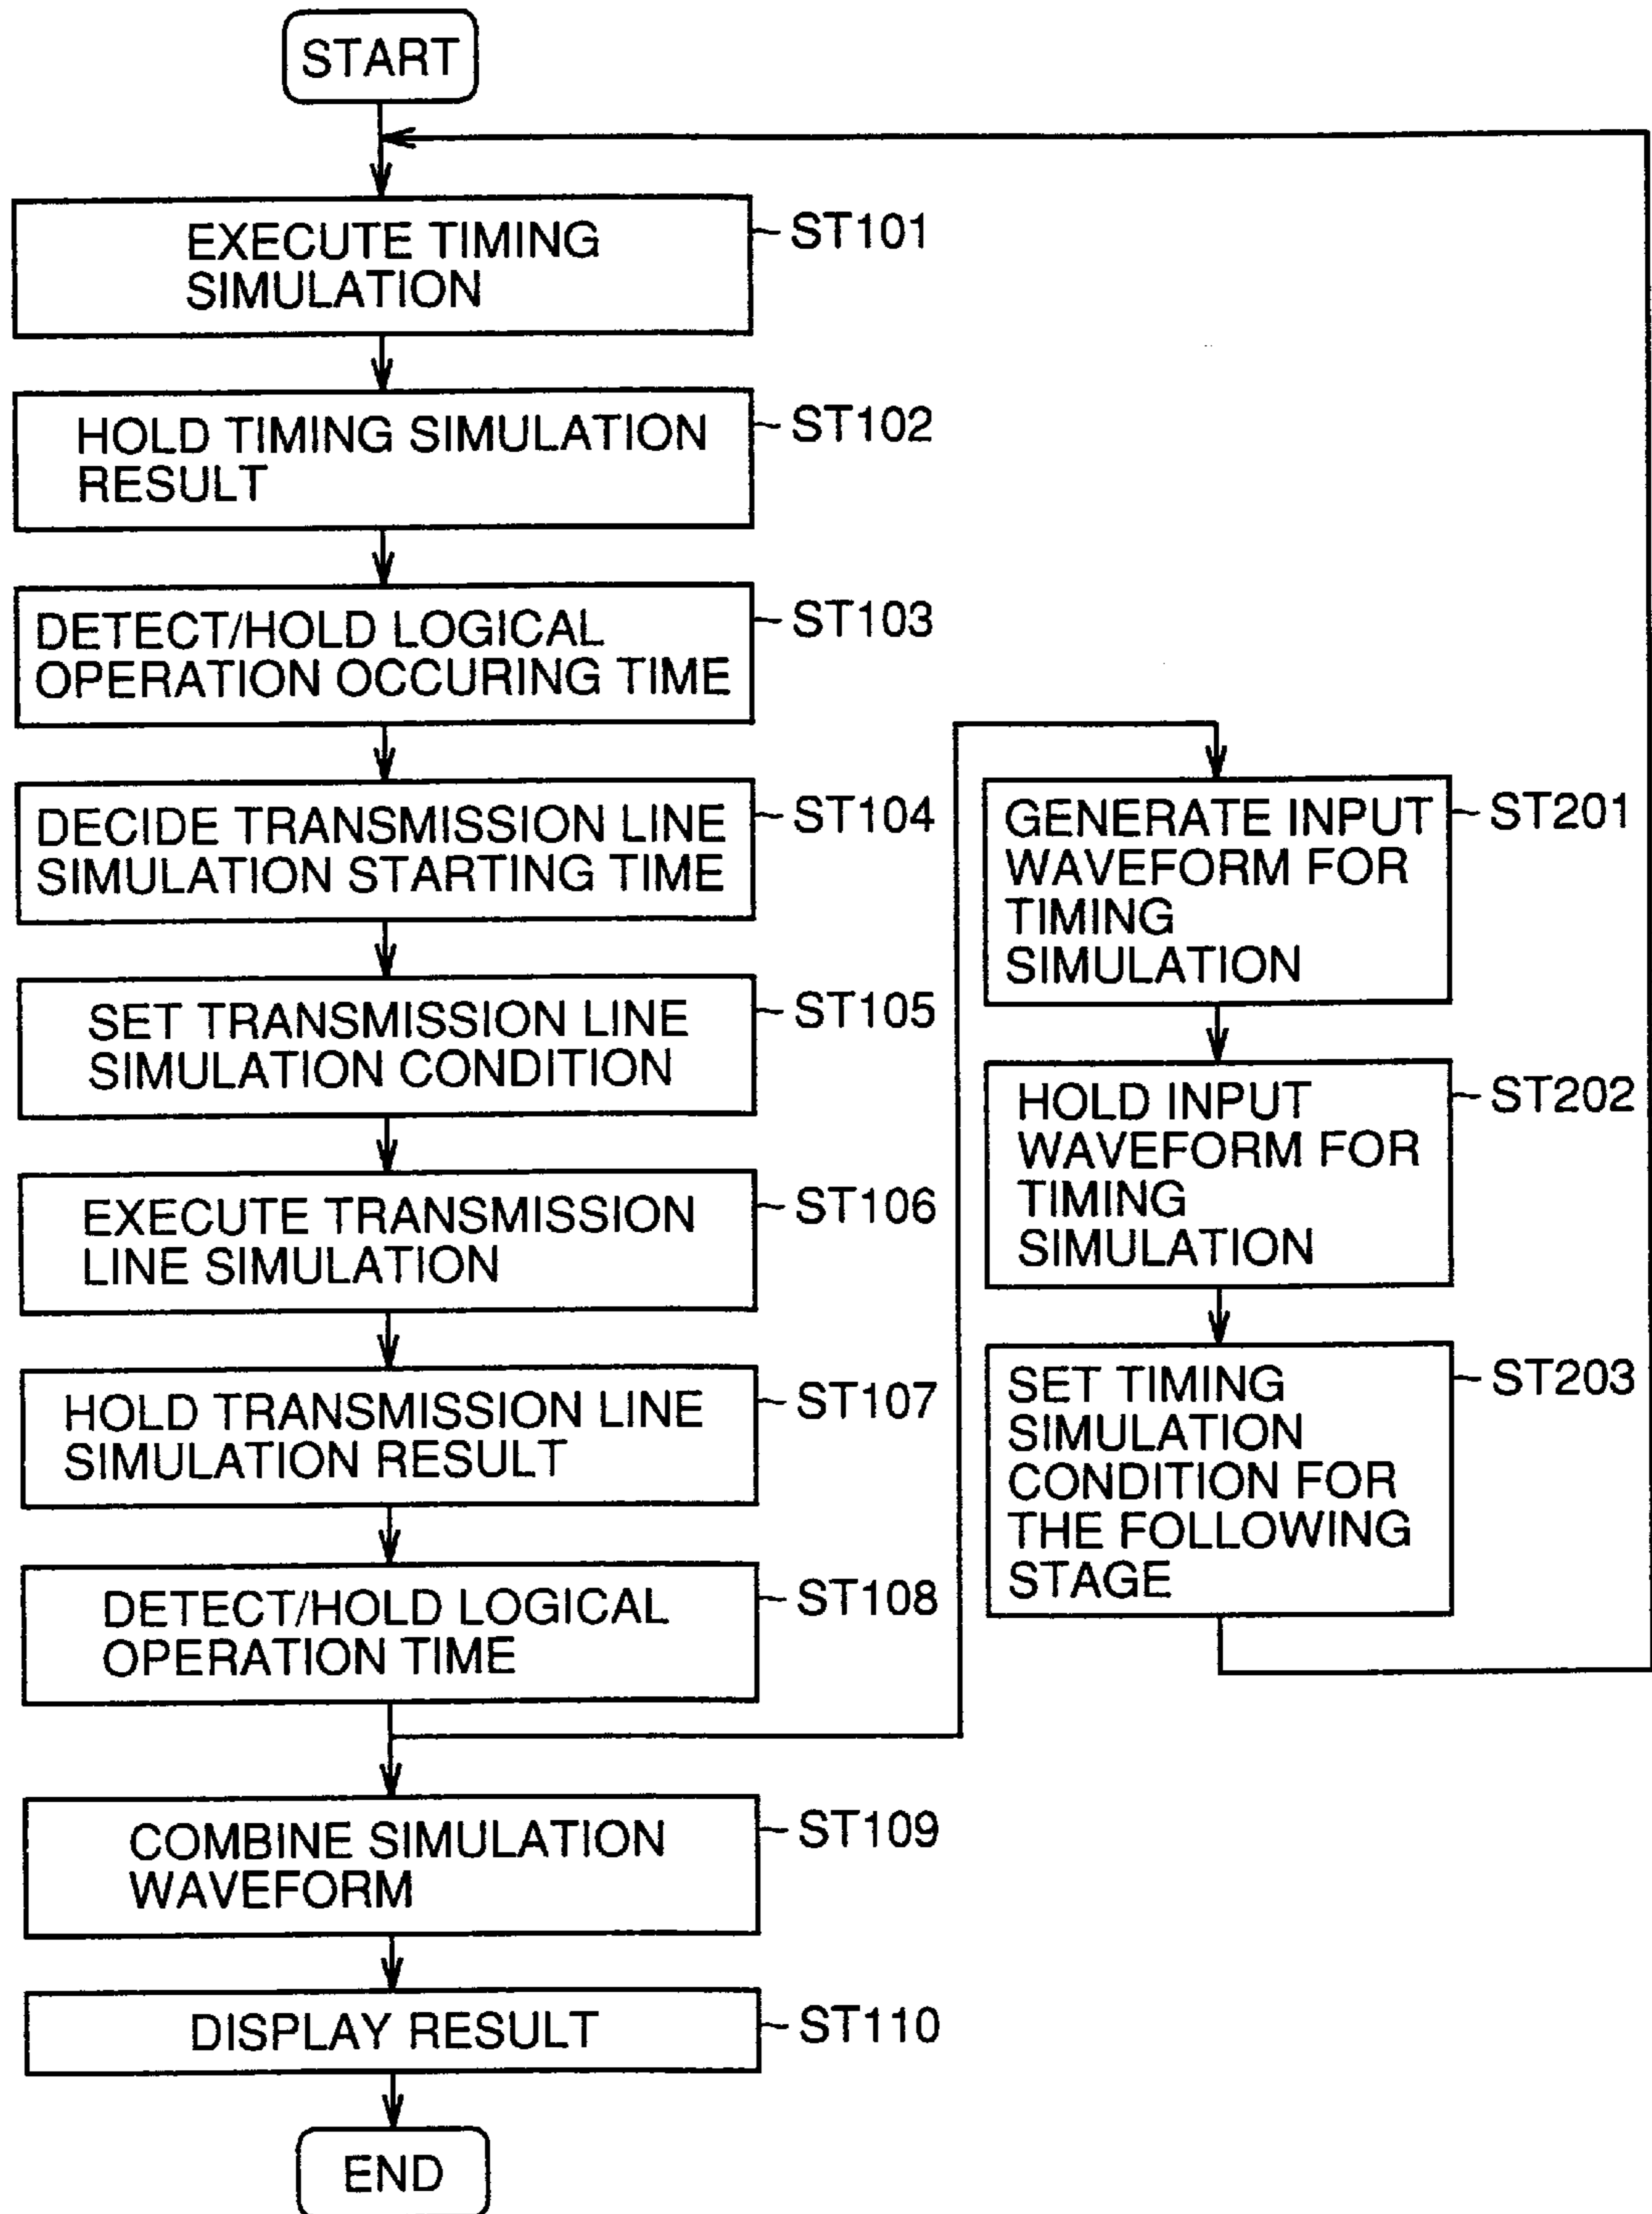 START
EXECUTE TIMING
SIMULATION
ST101
HOLD TIMING SIMULATION
RESULT
ST102
DETECT/HOLD LOGICAL
OPERATION OCCURING TIME
ST103
DECIDE TRANSMISSION LINE
SIMULATION STARTING TIME
ST104
SET TRANSMISSION LINE
SIMULATION CONDITION
ST105
EXECUTE TRANSMISSION
LINE SIMULATION
ST106
HOLD TRANSMISSION LINE
SIMULATION RESULT
ST107
DETECT/HOLD LOGICAL
OPERATION TIME
ST108
COMBINE SIMULATION
WAVEFORM
ST109
DISPLAY RESULT
ST110
END
GENERATE INPUT
WAVEFORM FOR
TIMING
SIMULATION
ST201
HOLD INPUT
WAVEFORM FOR
TIMING
SIMULATION
ST202
SET TIMING
SIMULATION
CONDITION FOR
THE FOLLOWING
STAGE
ST203